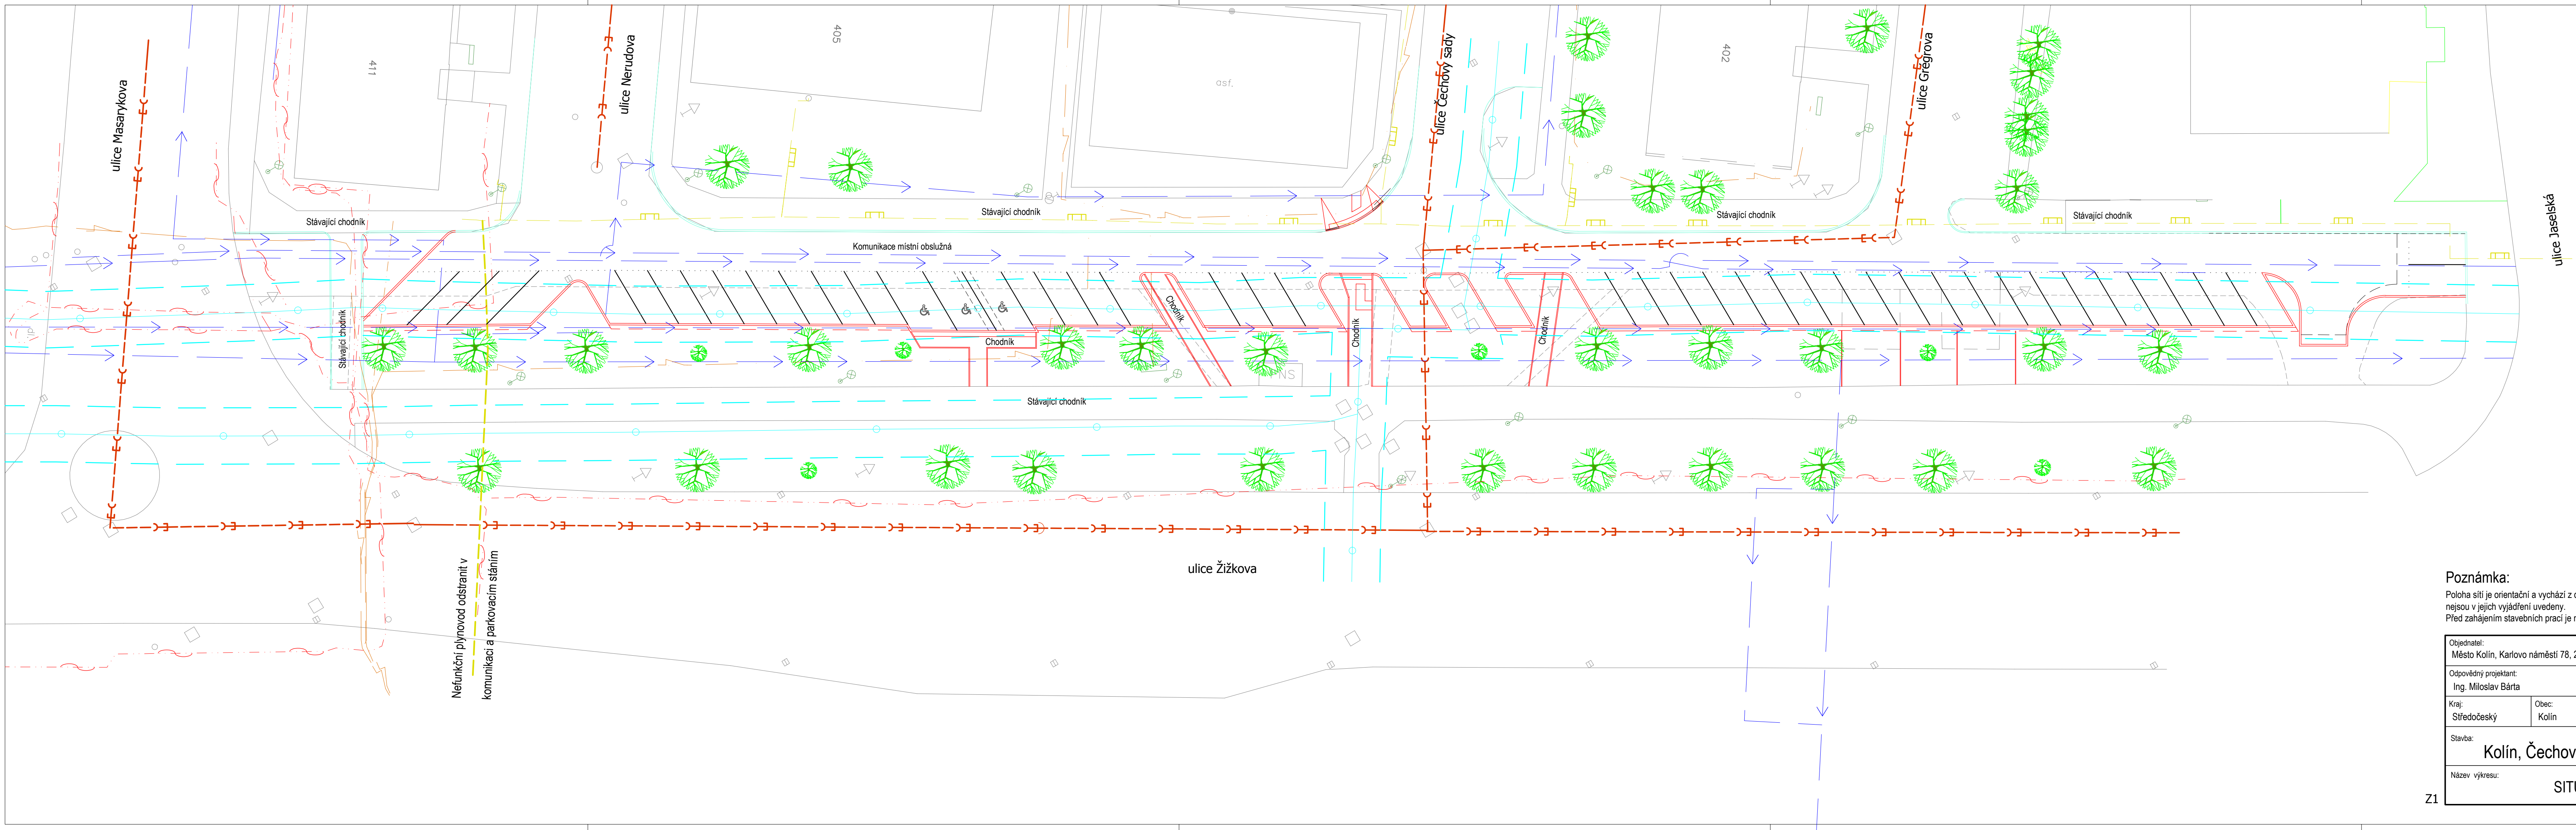 ulice Masarykova
411
ulice Nerudova
405
asf.
ulice Čechovy sady
402
ulice Gregrova
ulice Jaselská
Stávající chodník
Stávající chodník
Stávající chodník
Stávající chodník
Komunikace místní obslužná
Stávající chodník
Chodník
Chodník
Chodník
Chodník
NS
Stávající chodník
ulice Žižkova
Nefunkční plynovod odstranit v
komunikaci a parkovacím stáním
Poznámka:
Poloha sítí je orientační a vychází z
nejsou v jejich vyjádření uvedeny.
Před zahájením stavebních prací je
Objednatel:
Město Kolín, Karlovo náměstí 78,
Odpovědný projektant:
Ing. Miloslav Bárta
Kraj:
Středočeský
Obec:
Kolín
Stavba:
Kolín, Čechov
Název výkresu:
SIT
Z1